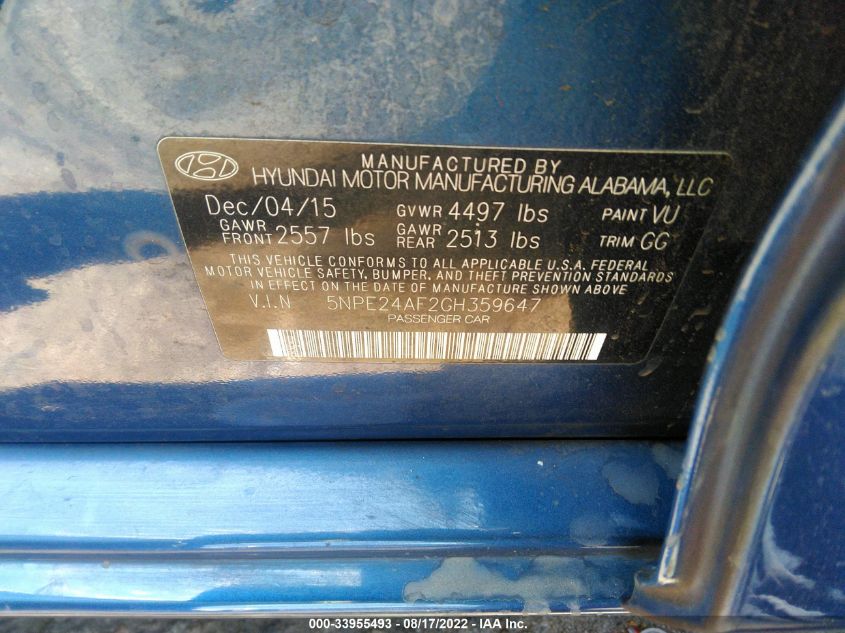 MANUFACTURED BY
HYUNDAI MOTOR MANUFACTURING ALABAMA, LLC
Dec/04/15 GVWR 4497 lbs PAINT VU
GAWR FRONT 2557 lbs GAWR REAR 2513 lbs TRIM GG
THIS VEHICLE CONFORMS TO ALL APPLICABLE U.S.A. FEDERAL
MOTOR VEHICLE SAFETY, BUMPER, AND THEFT PREVENTION STANDARDS
IN EFFECT ON THE DATE OF MANUFACTURE SHOWN ABOVE
V.I.N 5NPE24AF2GH359647
PASSENGER CAR
000-33955493 - 08/17/2022 - IAA Inc.